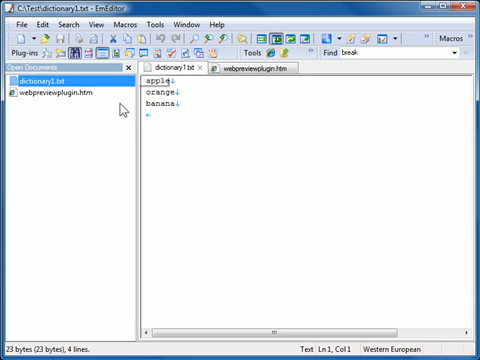 C:\Test\dictionary1.txt - EmEditor
File Edit Search View Macros Tools Window Help
Macros
Plug-ins Tools Find break
Open Documents
dictionary1.txt webpreviewplugin.htm
dictionary1.txt
webpreviewplugin.htm
apple
orange
banana
23 bytes (23 bytes), 4 lines. Text Ln 1, Col 1 Western European